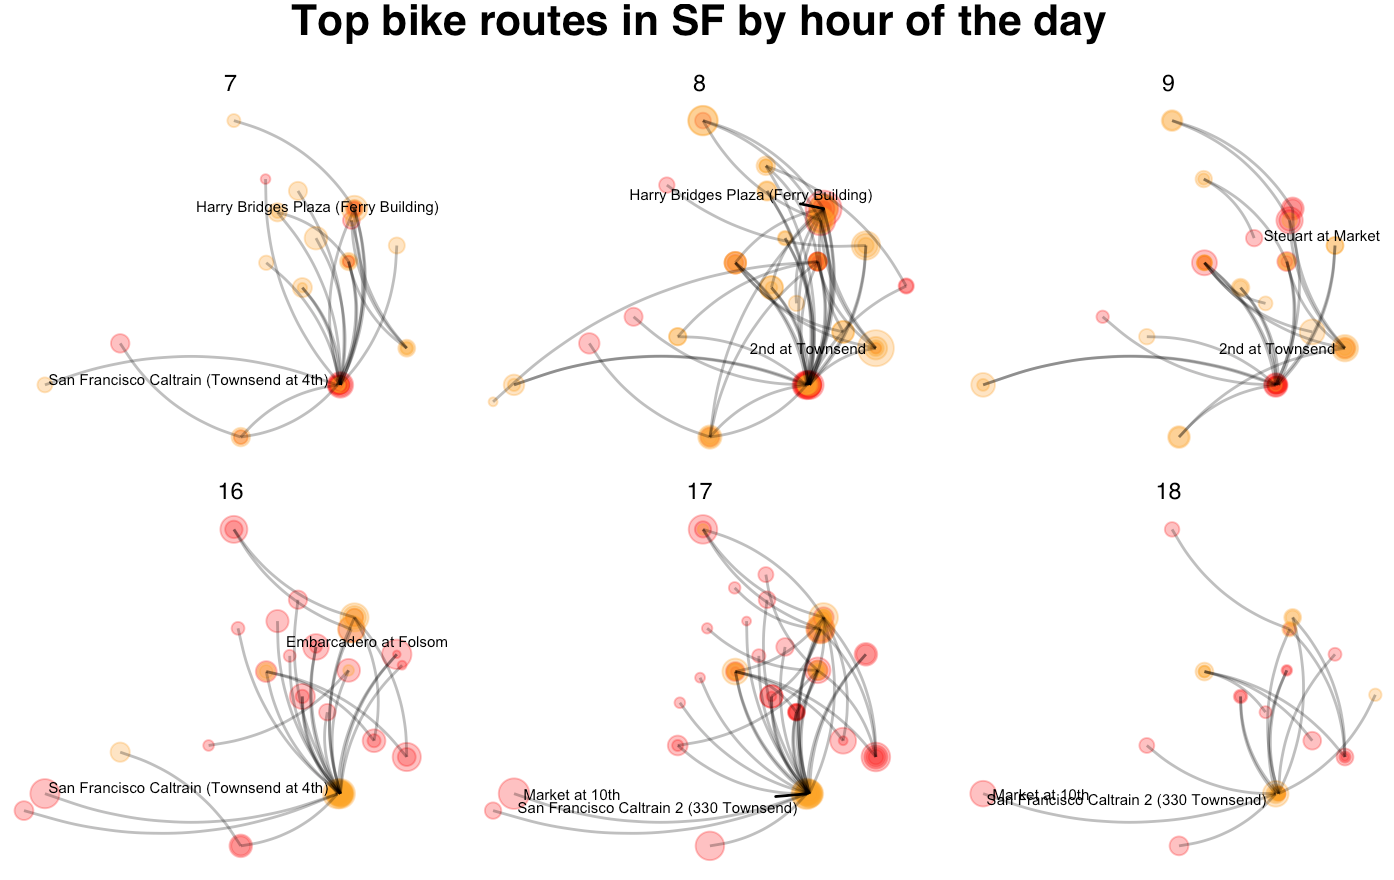 Top bike routes in SF by hour of the day
7
8
9
Harry Bridges Plaza (Ferry Building)
San Francisco Caltrain (Townsend at 4th)
Harry Bridges Plaza (Ferry Building)
2nd at Townsend
Steuart at Market
2nd at Townsend
16
17
18
Embarcadero at Folsom
San Francisco Caltrain (Townsend at 4th)
Market at 10th
San Francisco Caltrain 2 (330 Townsend)
Market at 10th
San Francisco Caltrain 2 (330 Townsend)